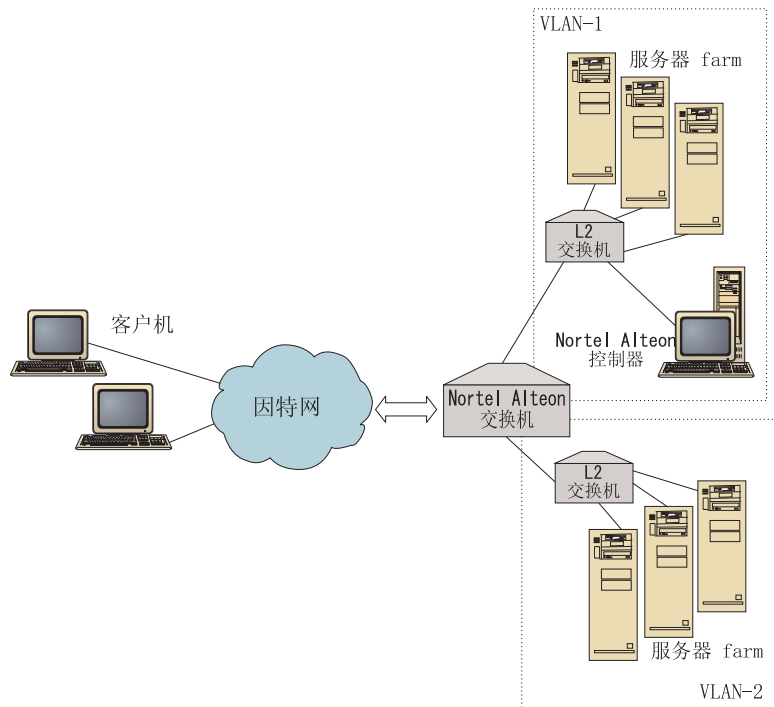 VLAN-1
服务器 farm
L2
交换机
客户机
Nortel Alteon
控制器
因特网
Nortel Alteon
交换机
L2
交换机
服务器 farm
VLAN-2